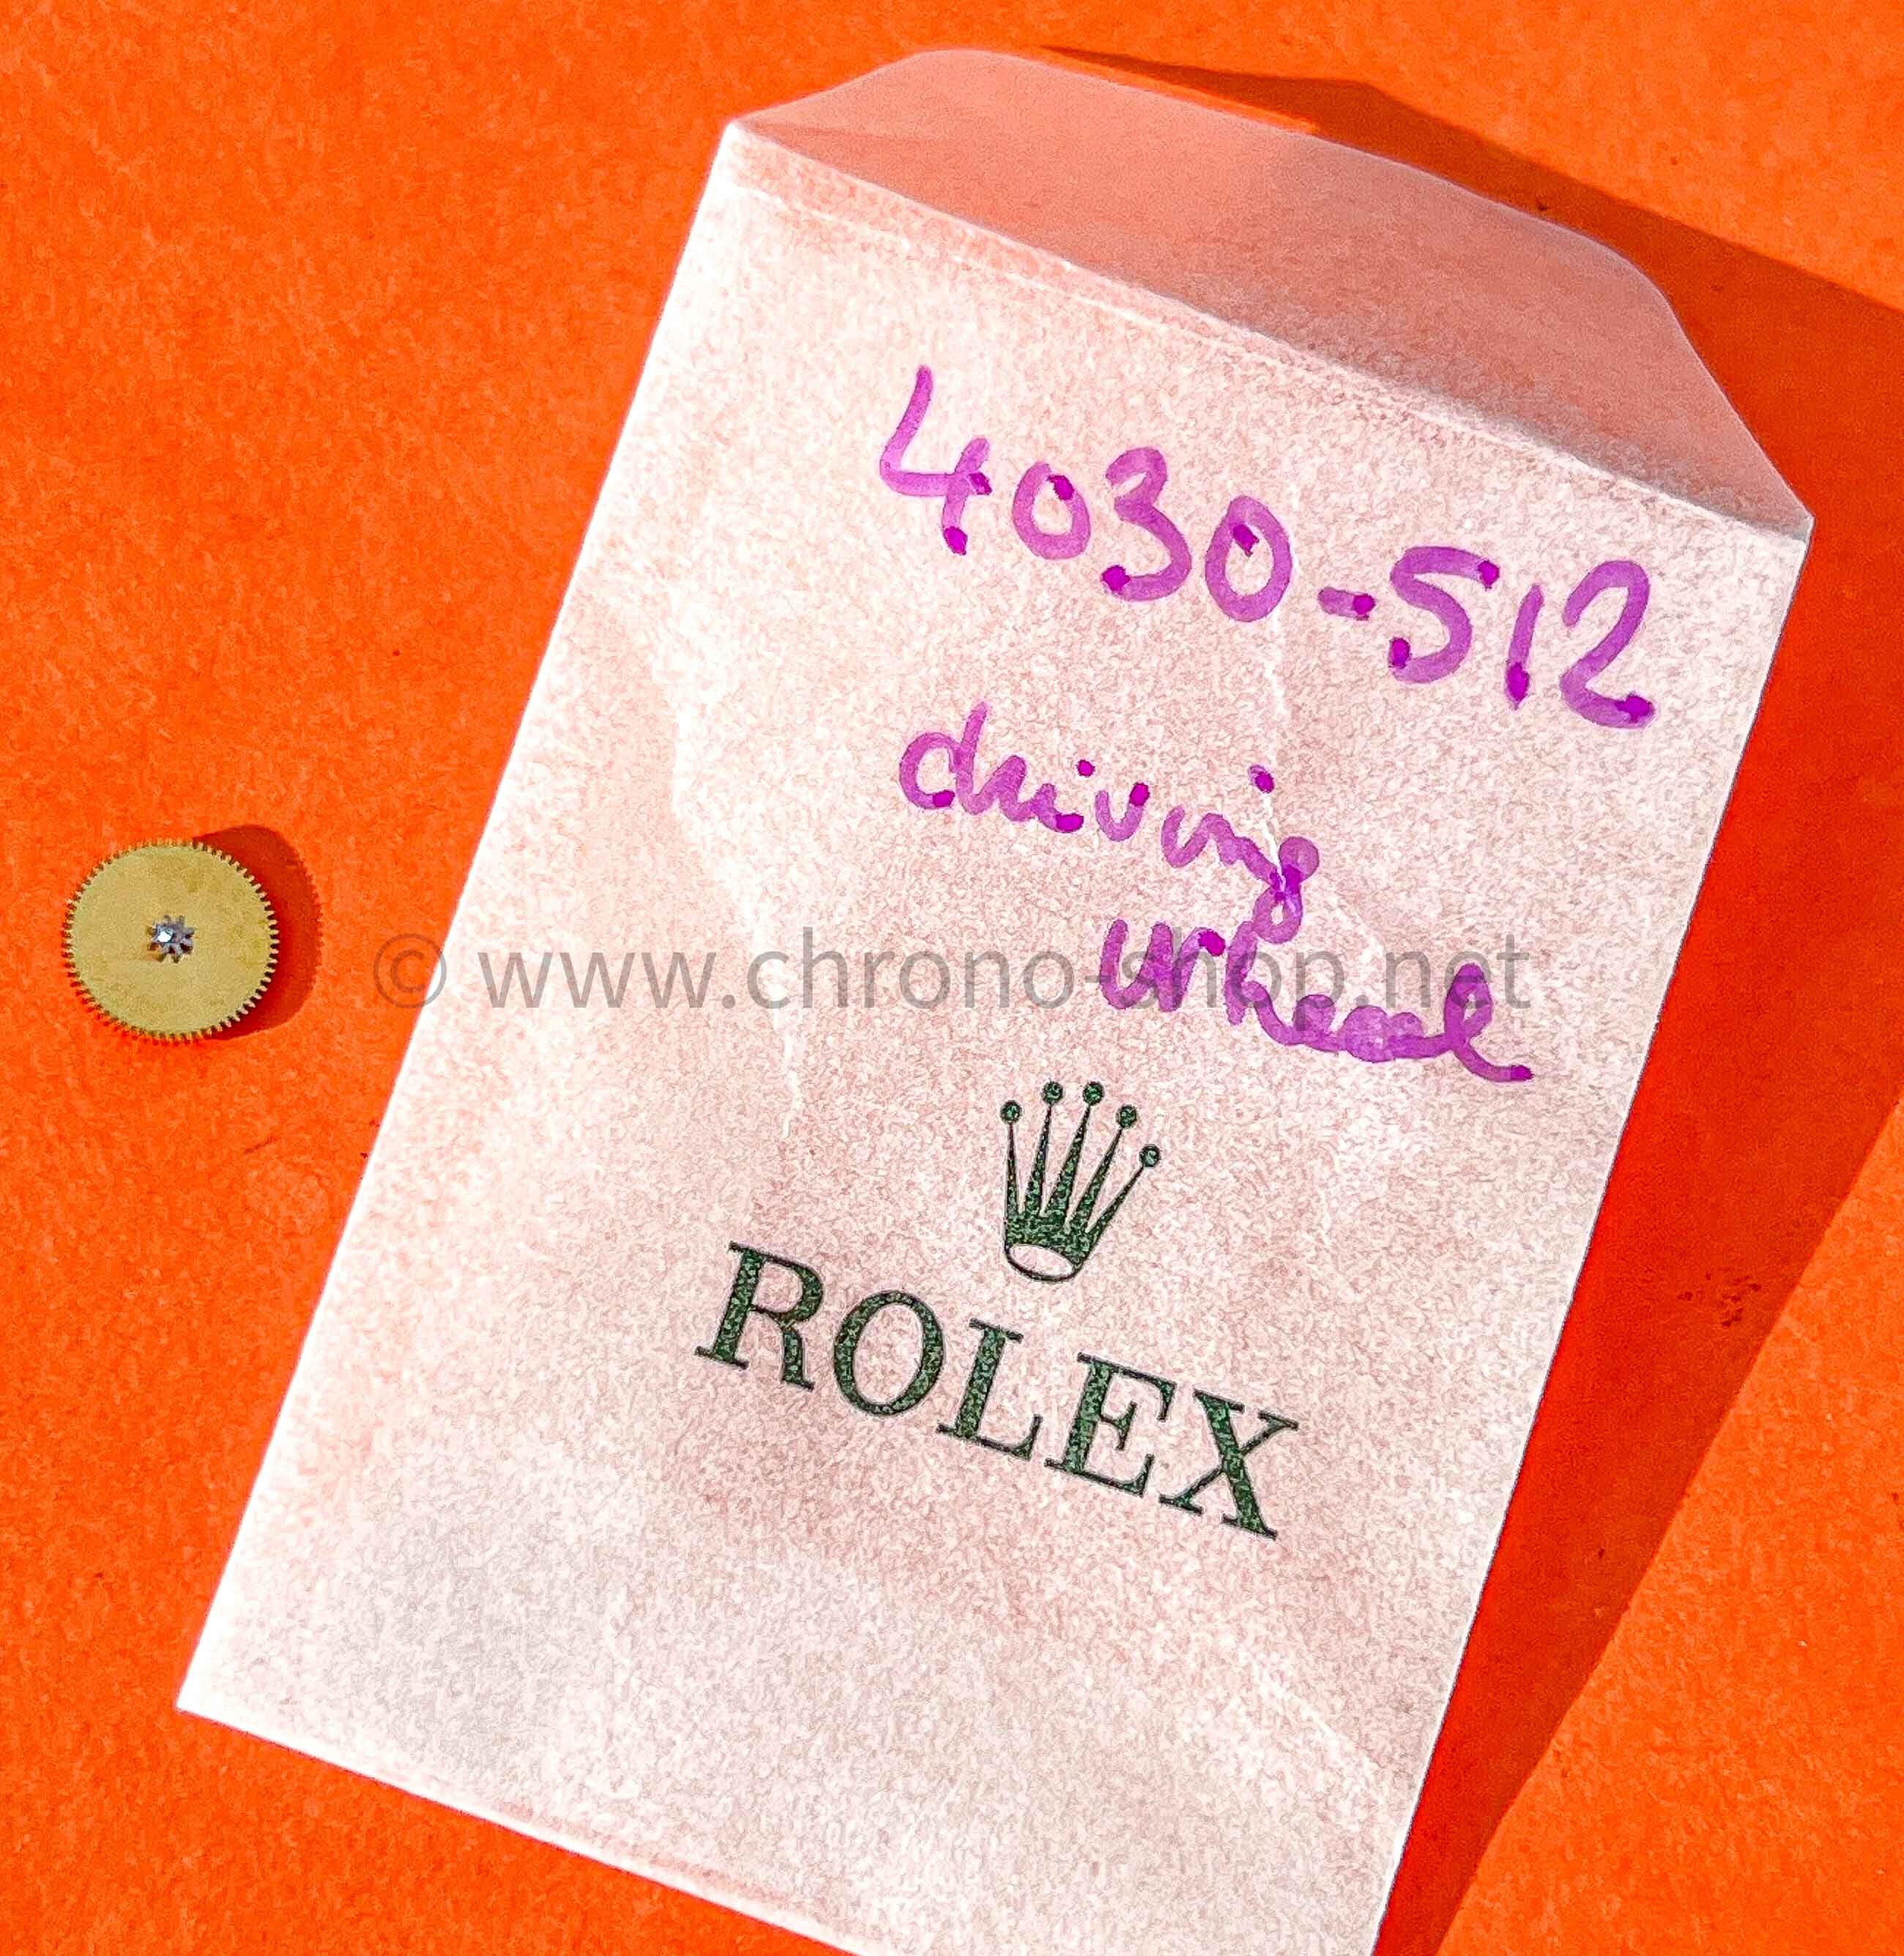 4030-512
driving
wheel
© www.chrono-shop.net
ROLEX